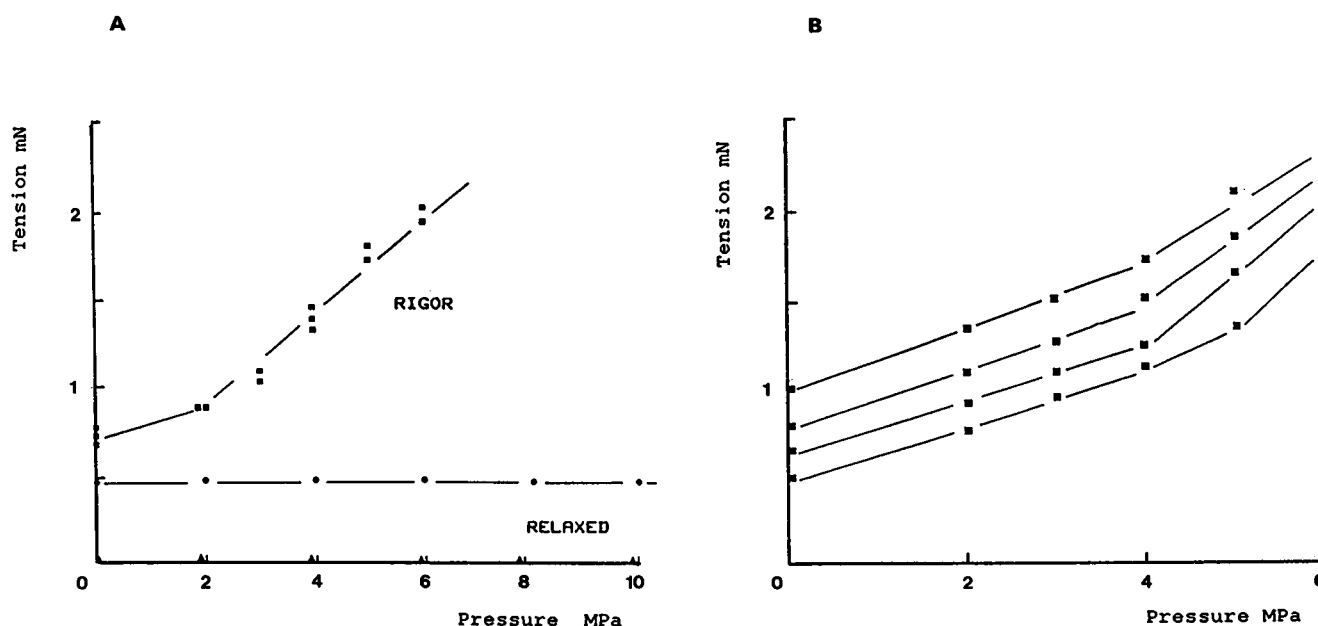 A
Tension mN
2
1
RIGOR
RELAXED
0 2 4 6 8 10
Pressure MPa
B
Tension mN
2
1
0 2 4 6
Pressure MPa